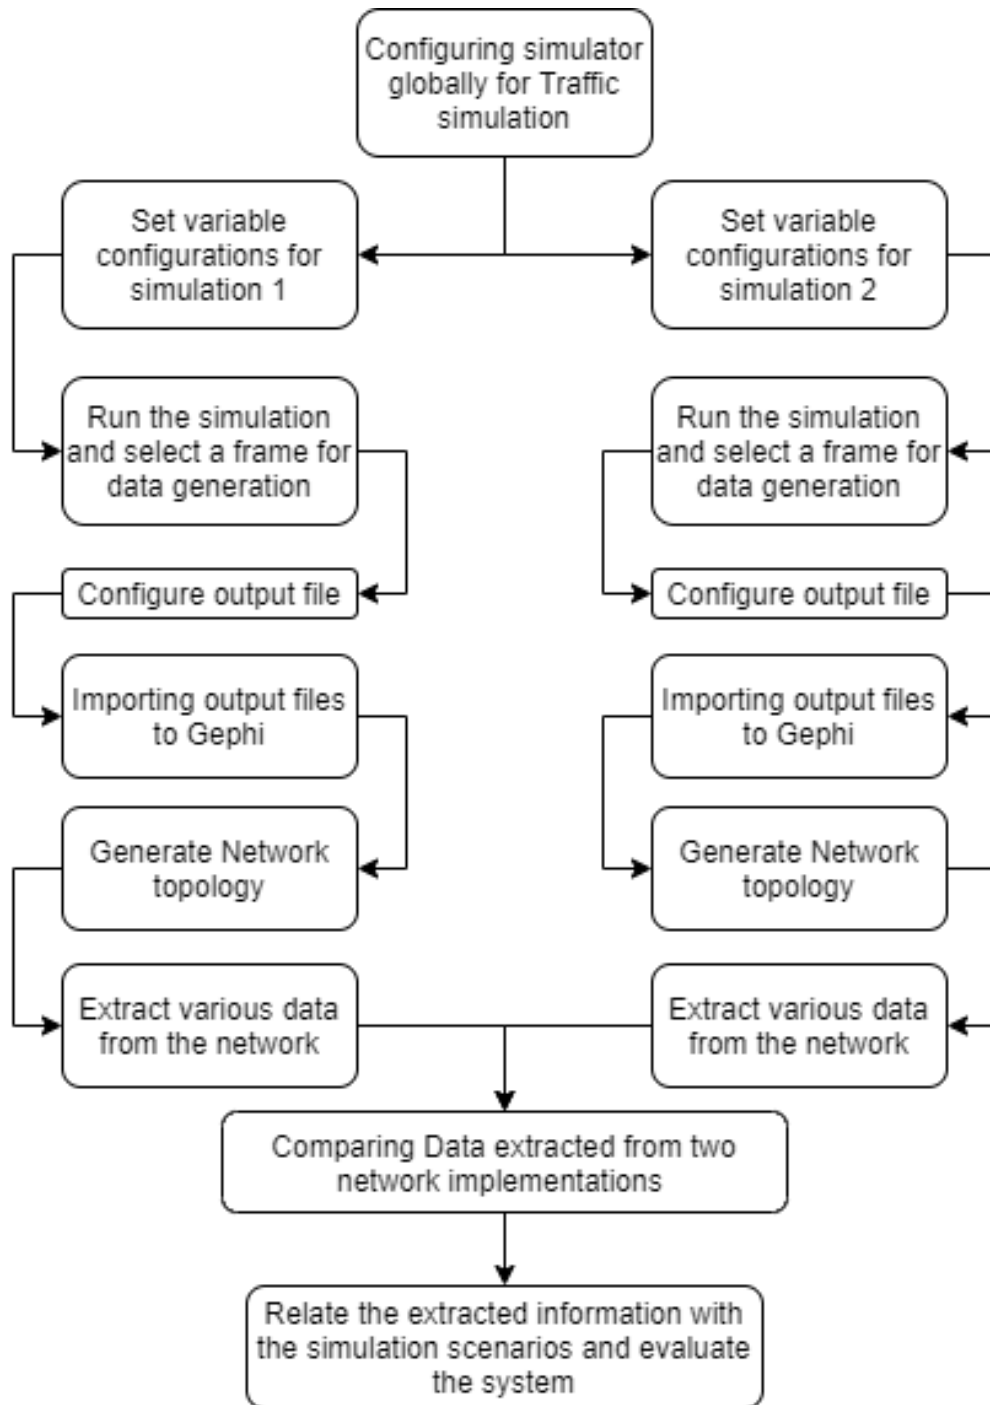 Configuring simulator
globally for Traffic
simulation
Set variable
configurations for
simulation 1
Set variable
configurations for
simulation 2
Run the simulation
and select a frame for
data generation
Run the simulation
and select a frame for
data generation
Configure output file
Configure output file
Importing output files
to Gephi
Importing output files
to Gephi
Generate Network
topology
Generate Network
topology
Extract various data
from the network
Extract various data
from the network
Comparing Data extracted from two
network implementations
Relate the extracted information with
the simulation scenarios and evaluate
the system